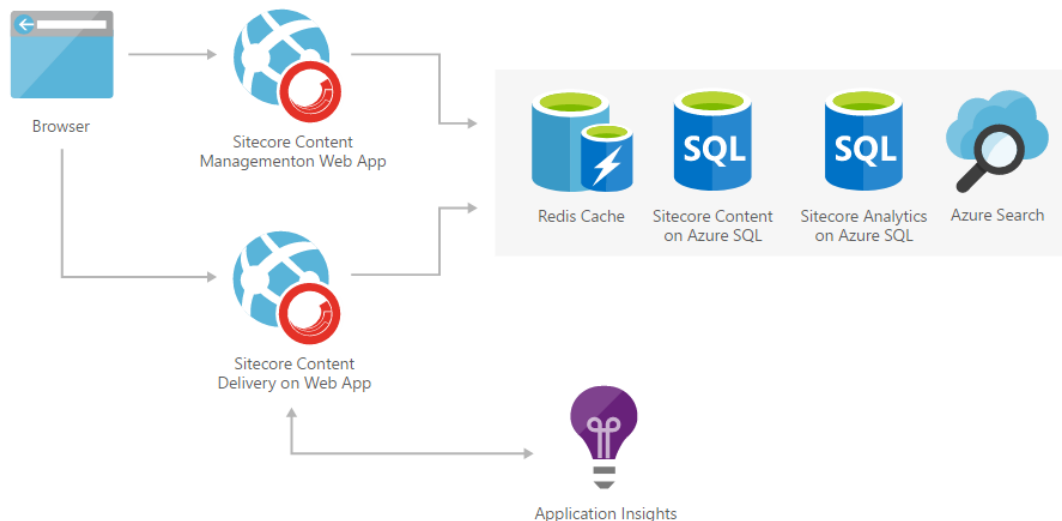 Browser
Sitecore Content
Managementon Web App
SQL
SQL
Redis Cache
Sitecore Content
on Azure SQL
Sitecore Analytics
on Azure SQL
Azure Search
Sitecore Content
Delivery on Web App
Application Insights